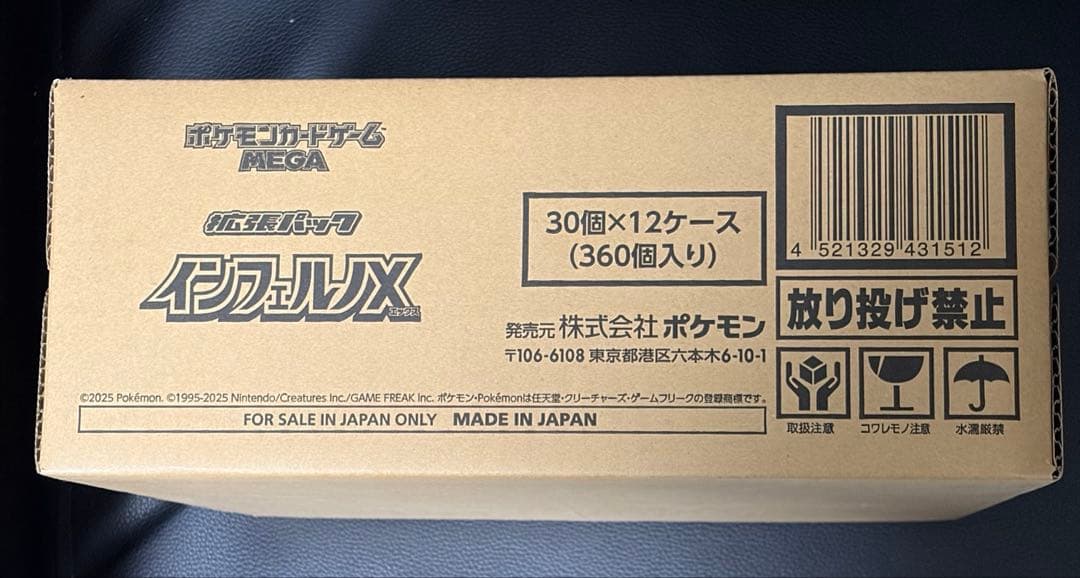 ポケモンカードゲーム
MEGA
拡張パック
インフェルノX
エックス
30個×12ケース
(360個入り)
発売元 株式会社 ポケモン
〒106-6108 東京都港区六本木6-10-1
4 521329 431512
放り投げ禁止
取扱注意 コワレモノ注意 水濡厳禁
©2025 Pokémon. ©1995-2025 Nintendo/Creatures Inc./GAME FREAK Inc. ポケモン・Pokémonは任天堂・クリーチャーズ・ゲームフリークの登録商標です。
FOR SALE IN JAPAN ONLY MADE IN JAPAN